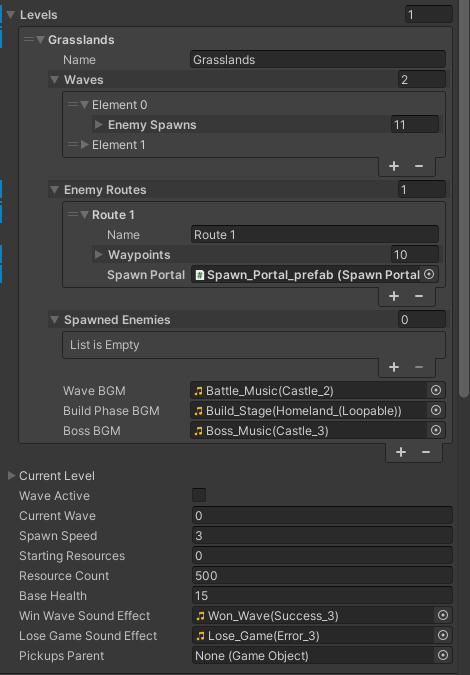 Levels 1
Grasslands
Name Grasslands
Waves 2
Element 0
Enemy Spawns 11
Element 1
+ −
Enemy Routes 1
Route 1
Name Route 1
Waypoints 10
Spawn Portal # Spawn_Portal_prefab (Spawn Portal
+ −
Spawned Enemies 0
List is Empty
+ −
Wave BGM Battle_Music(Castle_2)
Build Phase BGM Build_Stage(Homeland_(Loopable))
Boss BGM Boss_Music(Castle_3)
+ −
Current Level
Wave Active
Current Wave 0
Spawn Speed 3
Starting Resources 0
Resource Count 500
Base Health 15
Win Wave Sound Effect Won_Wave(Success_3)
Lose Game Sound Effect Lose_Game(Error_3)
Pickups Parent None (Game Object)